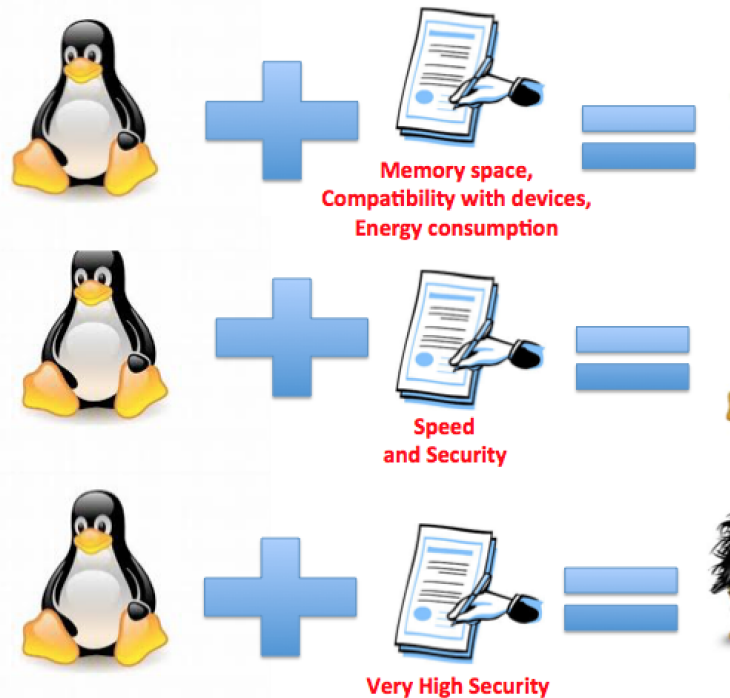 Memory space,
Compatibility with devices,
Energy consumption
Speed
and Security
Very High Security